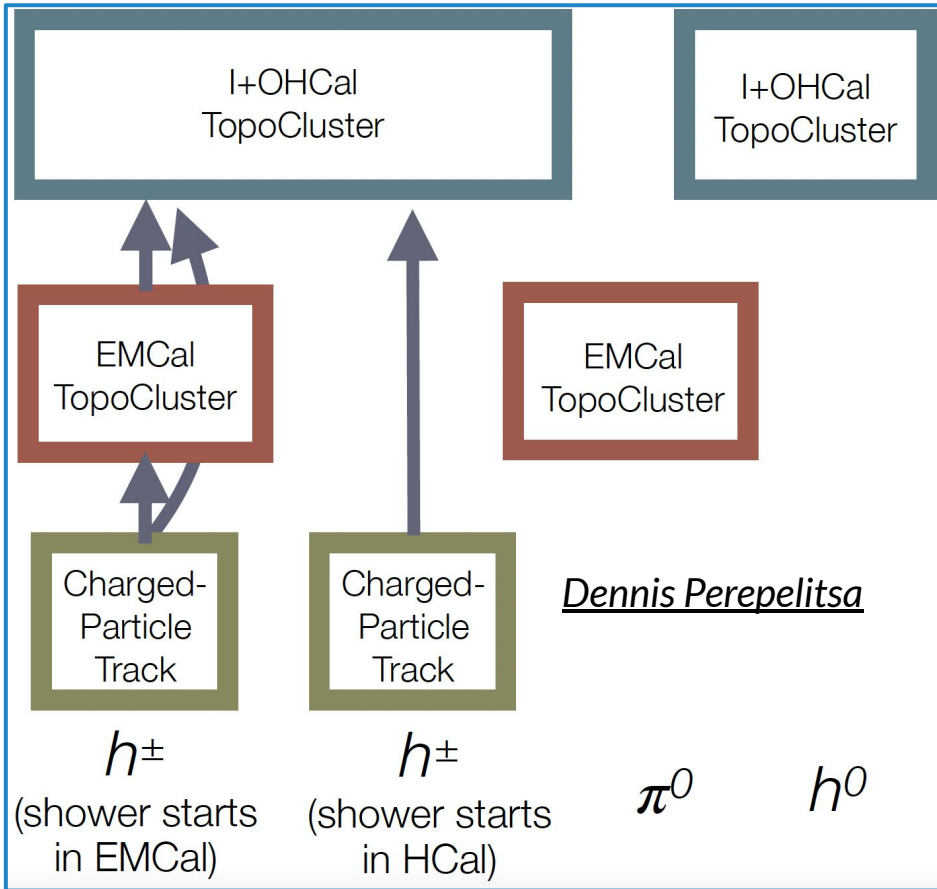 I+OHCal
TopoCluster
I+OHCal
TopoCluster
EMCal
TopoCluster
EMCal
TopoCluster
Charged-
Particle
Track
Charged-
Particle
Track
Dennis Perepelitsa
h±
(shower starts
in EMCal)
h±
(shower starts
in HCal)
π⁰
h⁰